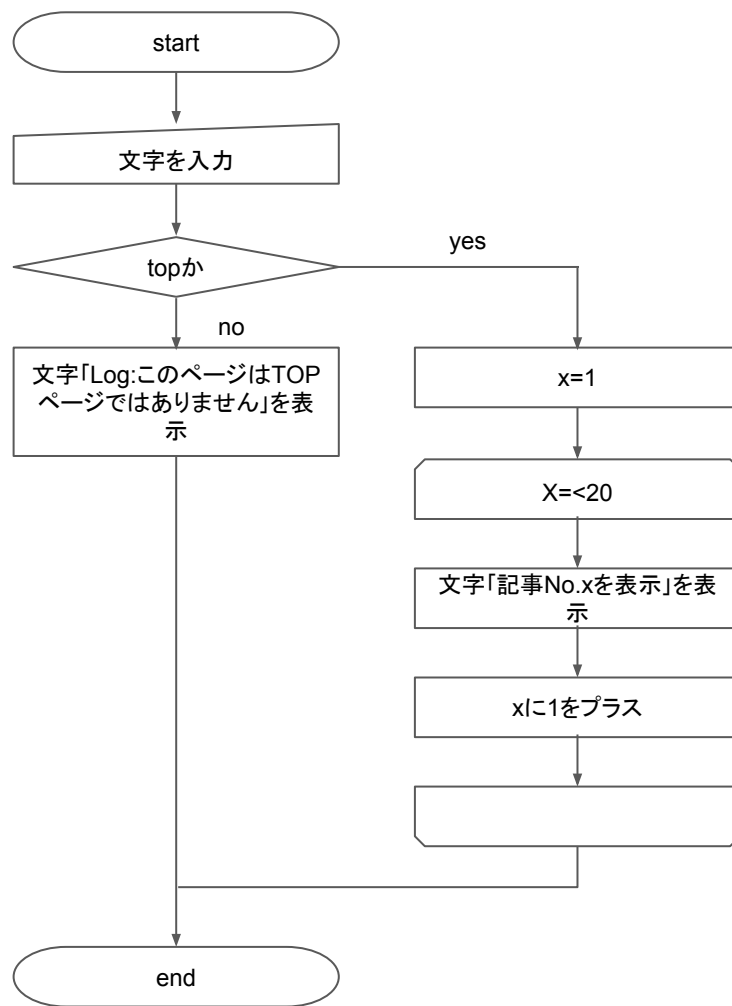 start
文字を入力
topか
yes
no
文字「Log:このページはTOP
ページではありません」を表
示
x=1
X=<20
文字「記事No.xを表示」を表
示
xに1をプラス
end